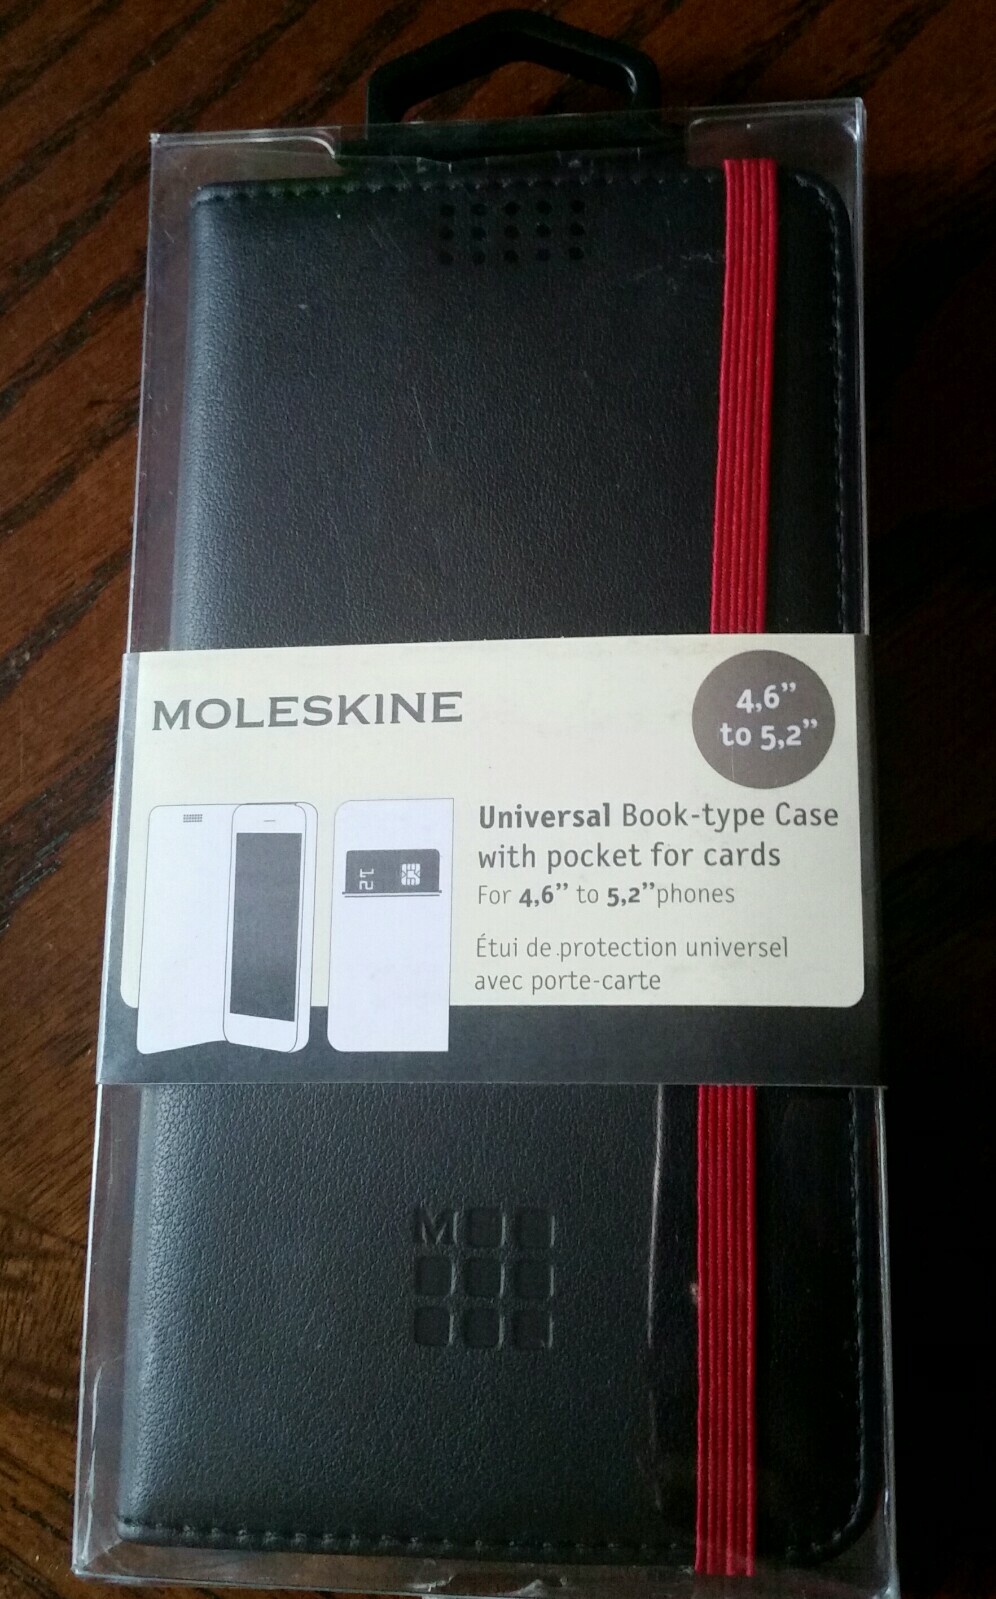 MOLESKINE
4,6”
to 5,2”
Universal Book-type Case
with pocket for cards
For 4,6” to 5,2”phones
Étui de protection universel
avec porte-carte
12
M